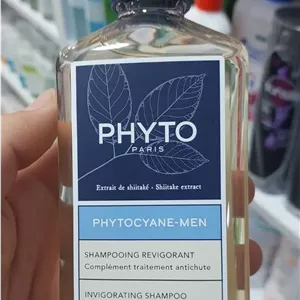 PHYTO
PARIS
Extrait de shiitaké - Shiitake extract
PHYTOCYANE-MEN
SHAMPOOING REVIGORANT
Complément traitement antichute
INVIGORATING SHAMPOO